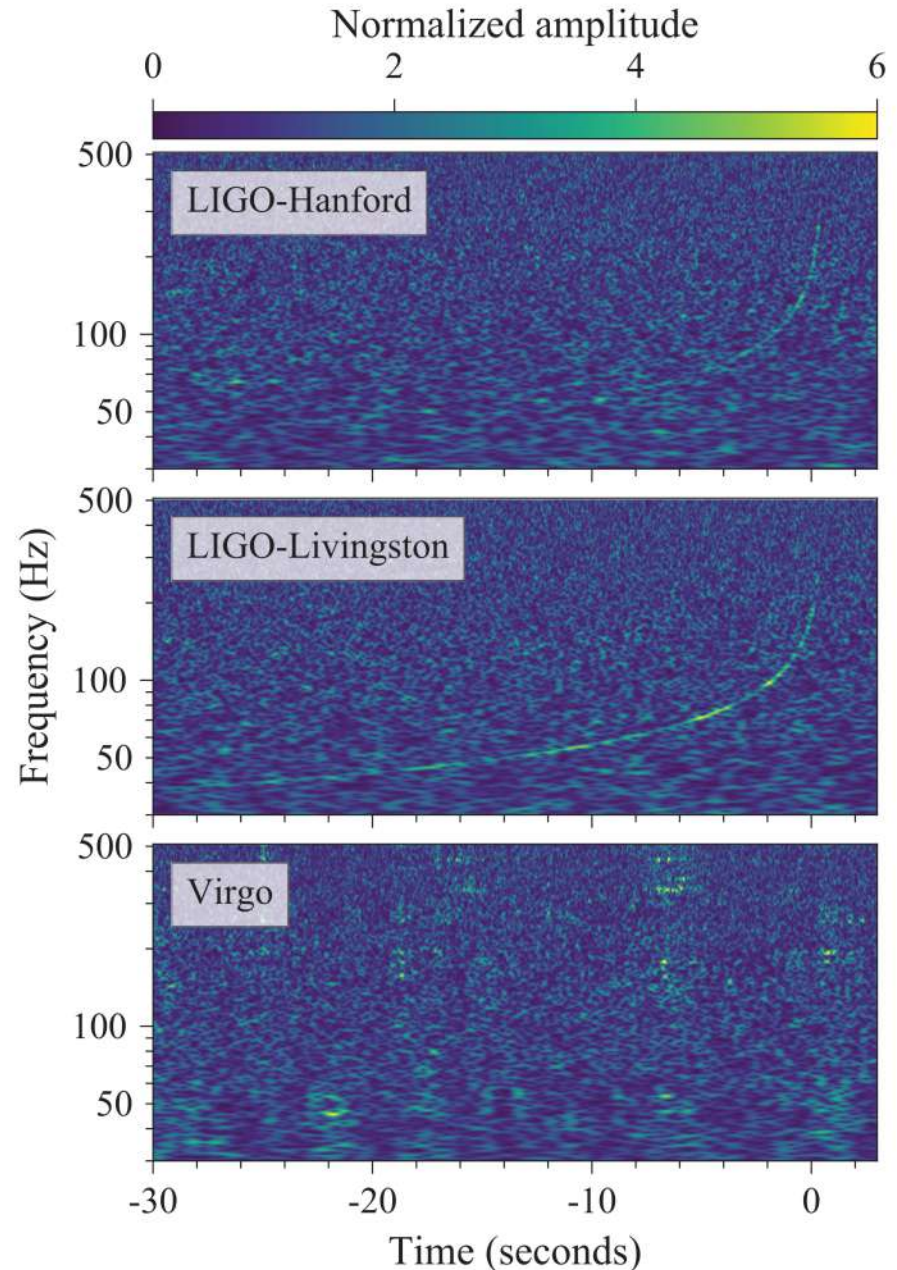 Normalized amplitude
0 2 4 6
500
LIGO-Hanford
100
50
500
LIGO-Livingston
100
50
Frequency (Hz)
500
Virgo
100
50
-30 -20 -10 0
Time (seconds)